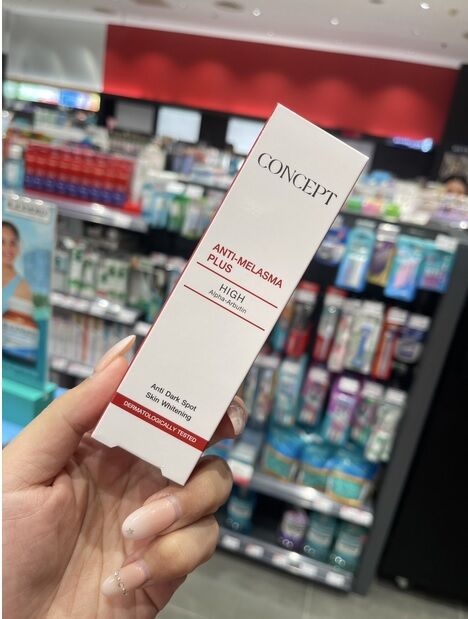 CONCEPT
ANTI-MELASMA
PLUS
HIGH
Alpha-Arbutin
Anti Dark Spot
Skin Whitening
DERMATOLOGICALLY TESTED